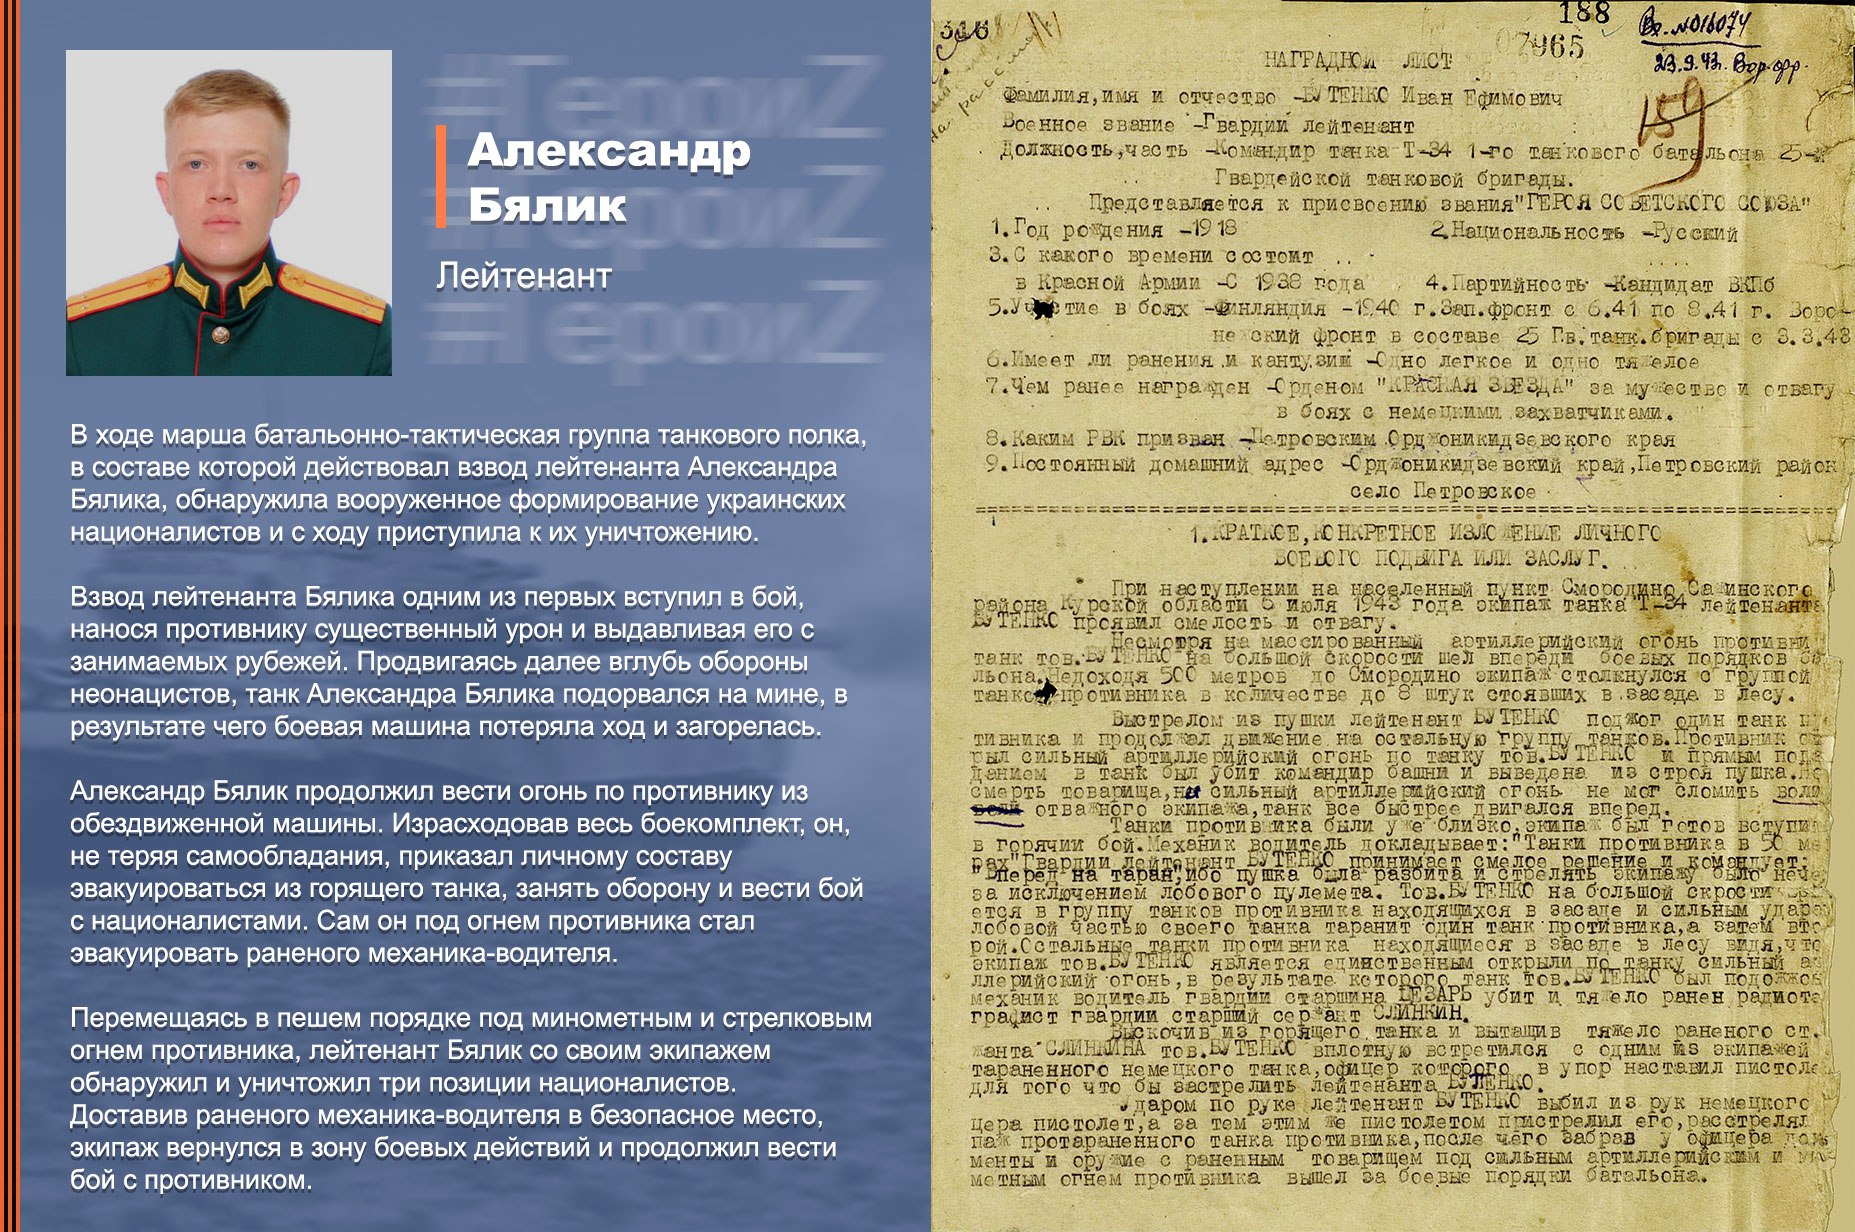 #ГероиZ
Александр
#ГероиZ
Бялик
Лейтенант
#ГероиZ
В ходе марша батальонно-тактическая группа танкового полка,
в составе которой действовал взвод лейтенанта Александра
Бялика, обнаружила вооруженное формирование украинских
националистов и с ходу приступила к их уничтожению.
Взвод лейтенанта Бялика одним из первых вступил в бой,
нанося противнику существенный урон и выдавливая его с
занимаемых рубежей. Продвигаясь далее вглубь обороны
неонацистов, танк Александра Бялика подорвался на мине, в
результате чего боевая машина потеряла ход и загорелась.
Александр Бялик продолжил вести огонь по противнику из
обездвиженной машины. Израсходовав весь боекомплект, он,
не теряя самообладания, приказал личному составу
эвакуироваться из горящего танка, занять оборону и вести бой
с националистами. Сам он под огнем противника стал
эвакуировать раненого механика-водителя.
Перемещаясь в пешем порядке под минометным и стрелковым
огнем противника, лейтенант Бялик со своим экипажем
обнаружил и уничтожил три позиции националистов.
Доставив раненого механика-водителя в безопасное место,
экипаж вернулся в зону боевых действий и продолжил вести
бой с противником.
188
Вх. №016074
07965
23.9.43г. Вор фр.
159
НАГРАДНОЙ ЛИСТ
Фамилия,имя и отчество -БУТЕНКО Иван Ефимович
Военное звание -Гвардии лейтенант
Должность,часть -Командир танка Т-34 1-го танкового батальона 25-й
Гвардейской танковой бригады.
Представляется к присвоению звания"ГЕРОЯ СОВЕТСКОГО СОЮЗА"
1.Год рождения -1918 2.Национальность -Русский
3.С какого времени состоит
в Красной Армии -С 1938 года 4.Партийность -Кандидат ВКПб
5.Участие в боях -Финляндия -1940 г.Зап.фронт с 6.41 по 8.41 г. Воро-
нежский фронт в составе 25 Гв.танк.бригады с 3.3.43
6.Имеет ли ранения и кантузии -Одно легкое и одно тяжелое
7.Чем ранее награжден -Орденом "КРАСНАЯ ЗВЕЗДА" за мужество и отвагу
в боях с немецкими захватчиками.
8.Каким РВК призван -Петровским Орджоникидзевского края
9.Постоянный домашний адрес -Орджоникидзевский край,Петровский район
село Петровское
1.КРАТКОЕ,КОНКРЕТНОЕ ИЗЛОЖЕНИЕ ЛИЧНОГО
БОЕВОГО ПОДВИГА ИЛИ ЗАСЛУГ.
При наступлении на населенный пункт Смородино Сажинского
района Курской области 6 июля 1943 года экипаж танка Т-34 лейтенанта
БУТЕНКО проявил смелость и отвагу.
Несмотря на массированный артиллерийский огонь противни
танк тов.БУТЕНКО на большой скорости шел впереди боевых порядков
льона.Недоходя 500 метров до Смородино экипаж столкнулся с группой
танков противника в количестве до 8 штук стоявших в засаде в лесу.
Выстрелом из пушки лейтенант БУТЕНКО поджог один танк
тивника и продолжал движение на остальную группу танков.Противник
рыл сильный артиллерийский огонь по танку тов.БУТЕНКО и прямым
данием в танк был убит командир башни и выведена из строя пушка.
смерть товарища,ни сильный артиллерийский огонь не мог сломить волю
отважного экипажа,танк все быстрее двигался вперед.
Танки противника были уже близко,экипаж был готов вступит
в горячий бой.Механик водитель докладывает:"Танки противника в 50 ме
рах"Гвардии лейтенант БУТЕНКО принимает смелое решение и командует:
"Вперед на таран,ибо пушка была разбита и стрелять экипажу было нече
за исключением лобового пулемета. Тов.БУТЕНКО на большой скрости
ется в группу танков противника находящихся в засаде и сильным ударо
лобовой частью своего танка таранит один танк противника,а затем вто
рой.Остальные танки противника находящиеся в засаде в лесу видя,что
экипаж тов.БУТЕНКО является единственным открыли по танку сильный
ллерийский огонь,в результате которого танк тов.БУТЕНКО был подожжен
механик водитель гвардии старшина ЦЕЗАРЬ убит и тяжело ранен радиоте
графист гвардии старший сержант СЛИНКИН.
Выскочив из горящего танка и вытащив тяжело раненого ст.
жанта СЛИНКИНА тов.БУТЕНКО вплотную встретился с одним из экипажей
тараненного немецкого танка,офицер которого в упор наставил пистоле
для того что бы застрелить лейтенанта БУТЕНКО.
Ударом по руке лейтенант БУТЕНКО выбил из рук немецкого
цера пистолет,а за тем этим же пистолетом пристрелил его,расстрелял
паж протараненного танка противника,после чего забрав у офицера
менты и оружие с раненным товарищем под сильным артиллерийским и
метным огнем противника вышел за боевые порядки батальона.